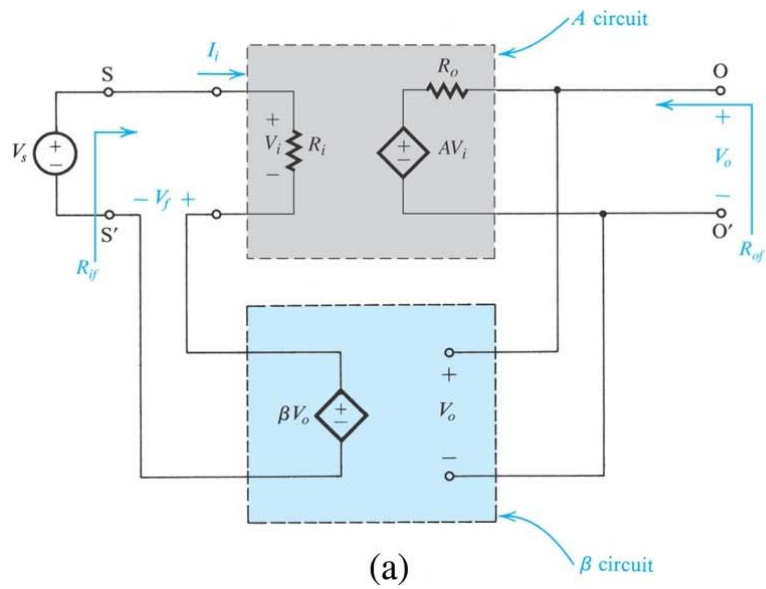 A circuit
I_i
R_o
S
O
+
V_i
R_i
−
+
−
AV_i
V_s
+
−
+
V_o
−
− V_f +
S′
O′
R_if
R_of
+
βV_o
+
−
V_o
−
β circuit
(a)